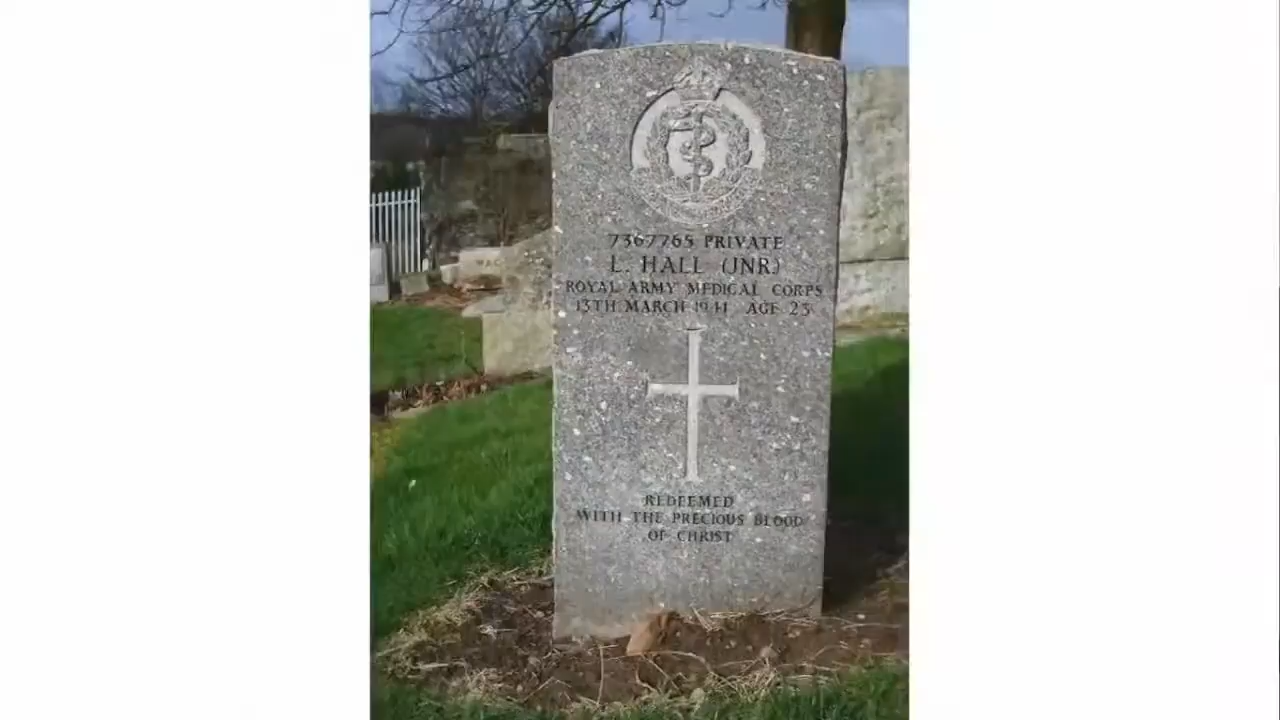 7367765 PRIVATE
L. HALL (JNR.)
ROYAL ARMY MEDICAL CORPS
13TH MARCH 1941 AGE 23
REDEEMED
WITH THE PRECIOUS BLOOD
OF CHRIST